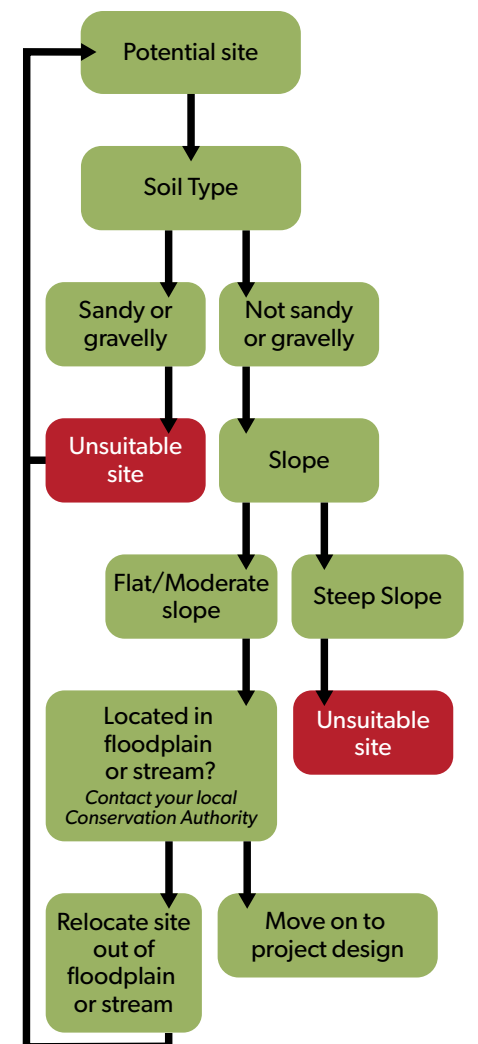 Potential site
Soil Type
Sandy or
gravelly
Not sandy
or gravelly
Unsuitable
site
Slope
Flat/Moderate
slope
Steep Slope
Located in
floodplain
or stream?
Contact your local
Conservation Authority
Unsuitable
site
Relocate site
out of
floodplain
or stream
Move on to
project design